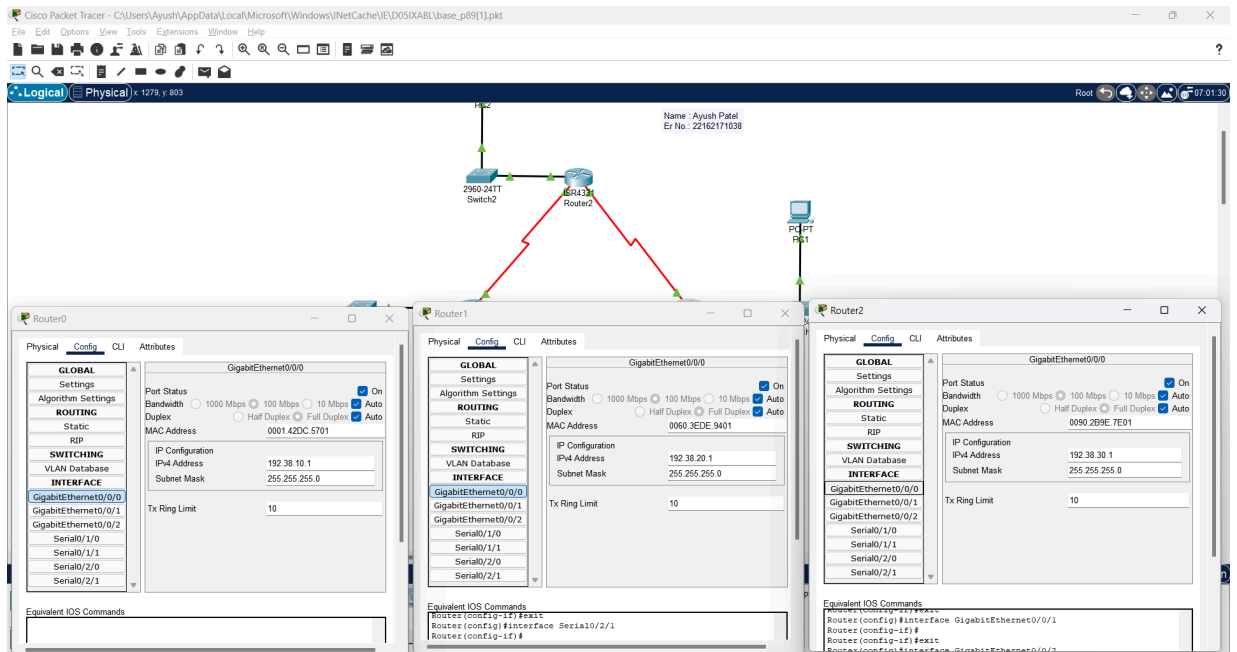 Cisco Packet Tracer - C:\Users\Ayush\AppData\Local\Microsoft\Windows\INetCache\IE\D05IXABL\base_p89[1].pkt
File Edit Options View Tools Extensions Window Help
?
Logical Physical x: 1279, y: 803
Root 07:01:30
PC2
Name : Ayush Patel
Er No.: 22162171038
2960-24TT
Switch2
ISR4331
Router2
PC-PT
PC1
Router0
Physical Config CLI Attributes
GLOBAL
Settings
Algorithm Settings
ROUTING
Static
RIP
SWITCHING
VLAN Database
INTERFACE
GigabitEthernet0/0/0
GigabitEthernet0/0/1
GigabitEthernet0/0/2
Serial0/1/0
Serial0/1/1
Serial0/2/0
Serial0/2/1
GigabitEthernet0/0/0
Port Status On
Bandwidth 1000 Mbps 100 Mbps 10 Mbps Auto
Duplex Half Duplex Full Duplex Auto
MAC Address 0001.42DC.5701
IP Configuration
IPv4 Address 192.38.10.1
Subnet Mask 255.255.255.0
Tx Ring Limit 10
Equivalent IOS Commands
Router1
Physical Config CLI Attributes
GLOBAL
Settings
Algorithm Settings
ROUTING
Static
RIP
SWITCHING
VLAN Database
INTERFACE
GigabitEthernet0/0/0
GigabitEthernet0/0/1
GigabitEthernet0/0/2
Serial0/1/0
Serial0/1/1
Serial0/2/0
Serial0/2/1
GigabitEthernet0/0/0
Port Status On
Bandwidth 1000 Mbps 100 Mbps 10 Mbps Auto
Duplex Half Duplex Full Duplex Auto
MAC Address 0060.3EDE.9401
IP Configuration
IPv4 Address 192.38.20.1
Subnet Mask 255.255.255.0
Tx Ring Limit 10
Equivalent IOS Commands
Router(config-if)#exit
Router(config)#interface Serial0/2/1
Router(config-if)#
Router2
Physical Config CLI Attributes
GLOBAL
Settings
Algorithm Settings
ROUTING
Static
RIP
SWITCHING
VLAN Database
INTERFACE
GigabitEthernet0/0/0
GigabitEthernet0/0/1
GigabitEthernet0/0/2
Serial0/1/0
Serial0/1/1
Serial0/2/0
Serial0/2/1
GigabitEthernet0/0/0
Port Status On
Bandwidth 1000 Mbps 100 Mbps 10 Mbps Auto
Duplex Half Duplex Full Duplex Auto
MAC Address 0090.2B9E.7E01
IP Configuration
IPv4 Address 192.38.30.1
Subnet Mask 255.255.255.0
Tx Ring Limit 10
Equivalent IOS Commands
Router(config-if)#exit
Router(config)#interface GigabitEthernet0/0/1
Router(config-if)#
Router(config-if)#exit
Router(config)#interface GigabitEthernet0/0/2